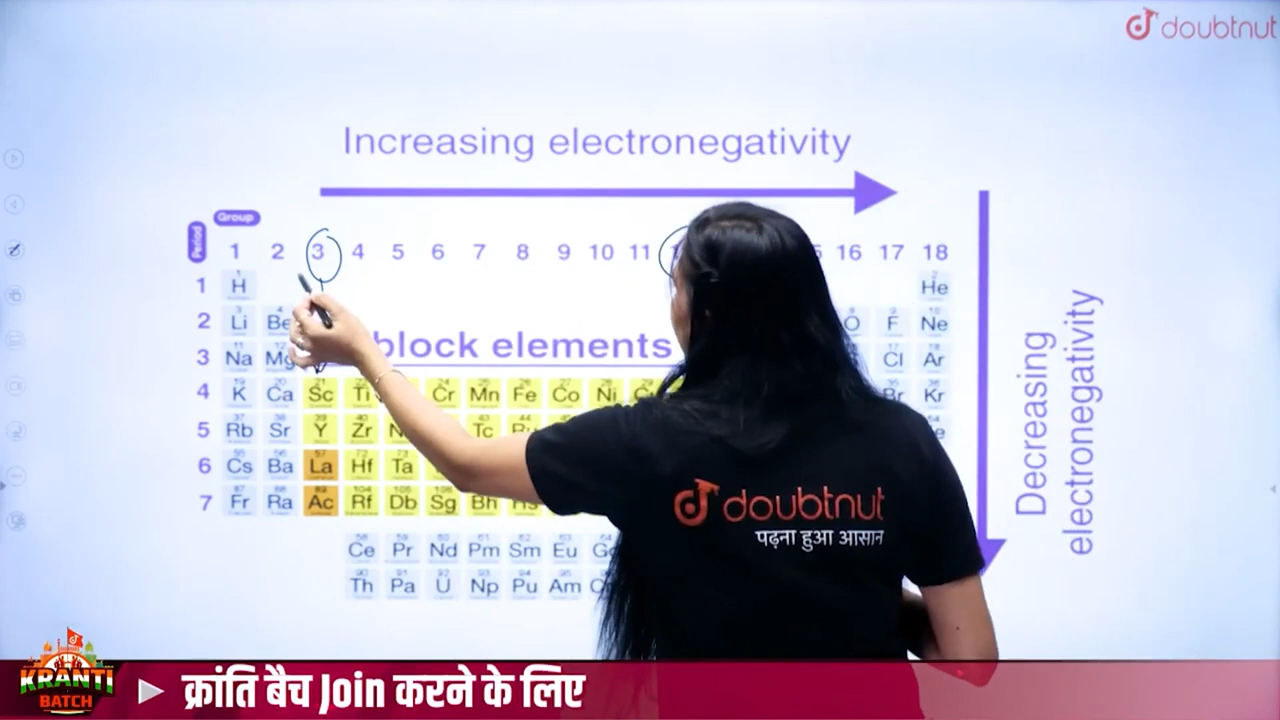 doubtnut
Increasing electronegativity
Group
Period
1 2 3 4 5 6 7 8 9 10 11 16 17 18
1 H He
2 Li Be O F Ne
3 Na Mg Cl Ar
block elements
4 K Ca Sc Ti Cr Mn Fe Co Ni Br Kr
5 Rb Sr Y Zr Tc
6 Cs Ba La Hf Ta
7 Fr Ra Ac Rf Db Sg Bh Hs
Ce Pr Nd Pm Sm Eu
Th Pa U Np Pu Am
Decreasing
electronegativity
doubtnut
पढ़ना हुआ आसान
KRANTI
BATCH
क्रांति बैच Join करने के लिए